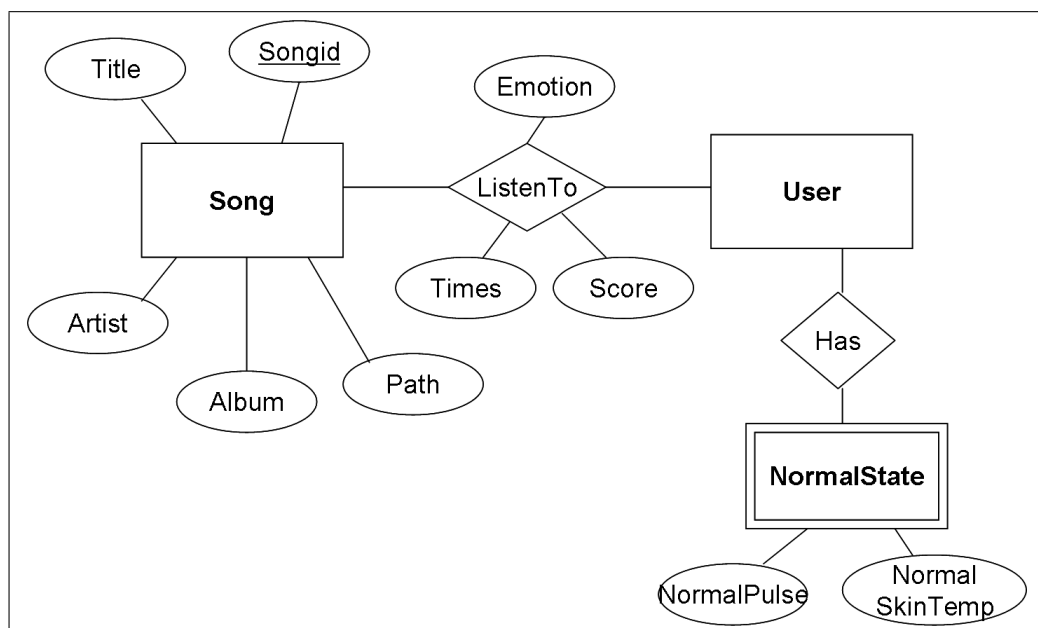 Title
Songid
Emotion
Song
ListenTo
User
Artist
Times
Score
Album
Path
Has
NormalState
NormalPulse
Normal
SkinTemp